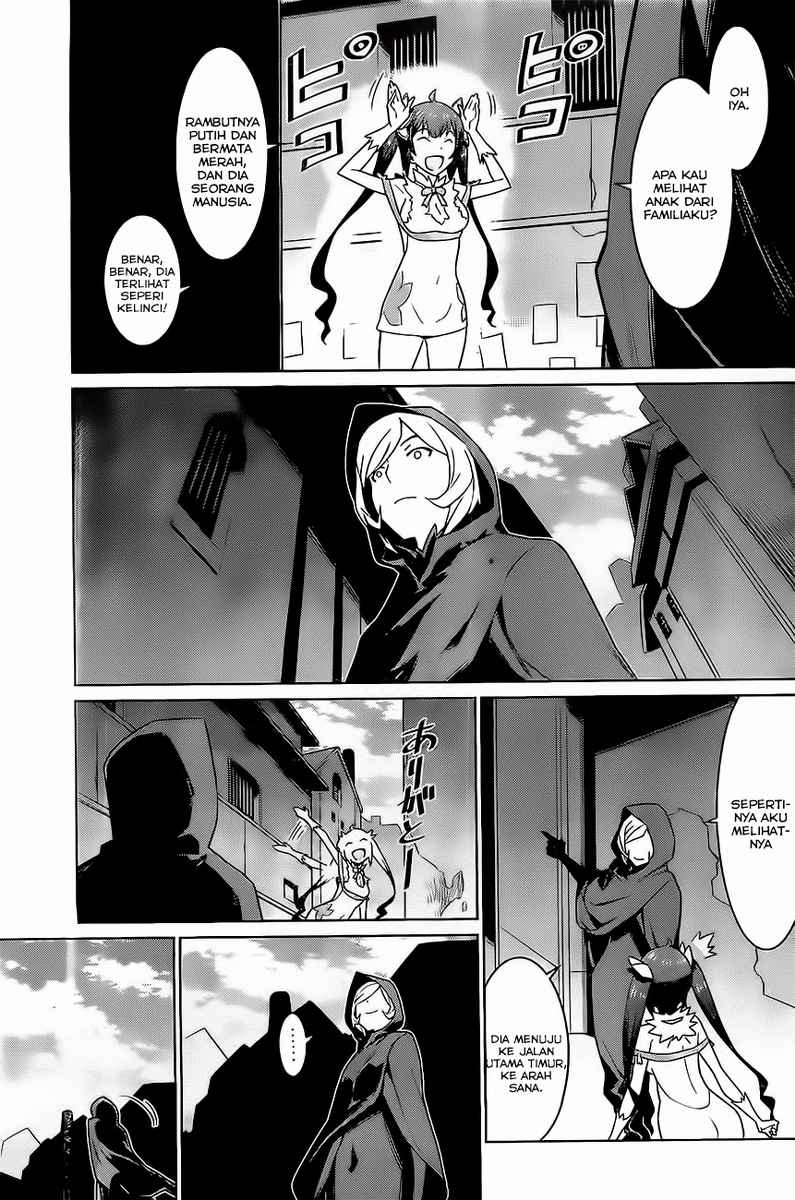 OH
IYA.
APA KAU
MELIHAT
ANAK DARI
FAMILIAKU?
ピコ
ピコ
RAMBUTNYA
PUTIH DAN
BERMATA
MERAH,
DAN DIA
SEORANG
MANUSIA.
BENAR,
BENAR, DIA
TERLIHAT
SEPERI
KELINCI!
SEPERTI-
NYA AKU
MELIHAT-
NYA
DIA MENUJU
KE JALAN
UTAMA TIMUR,
KE ARAH
SANA.
ありがとー
......